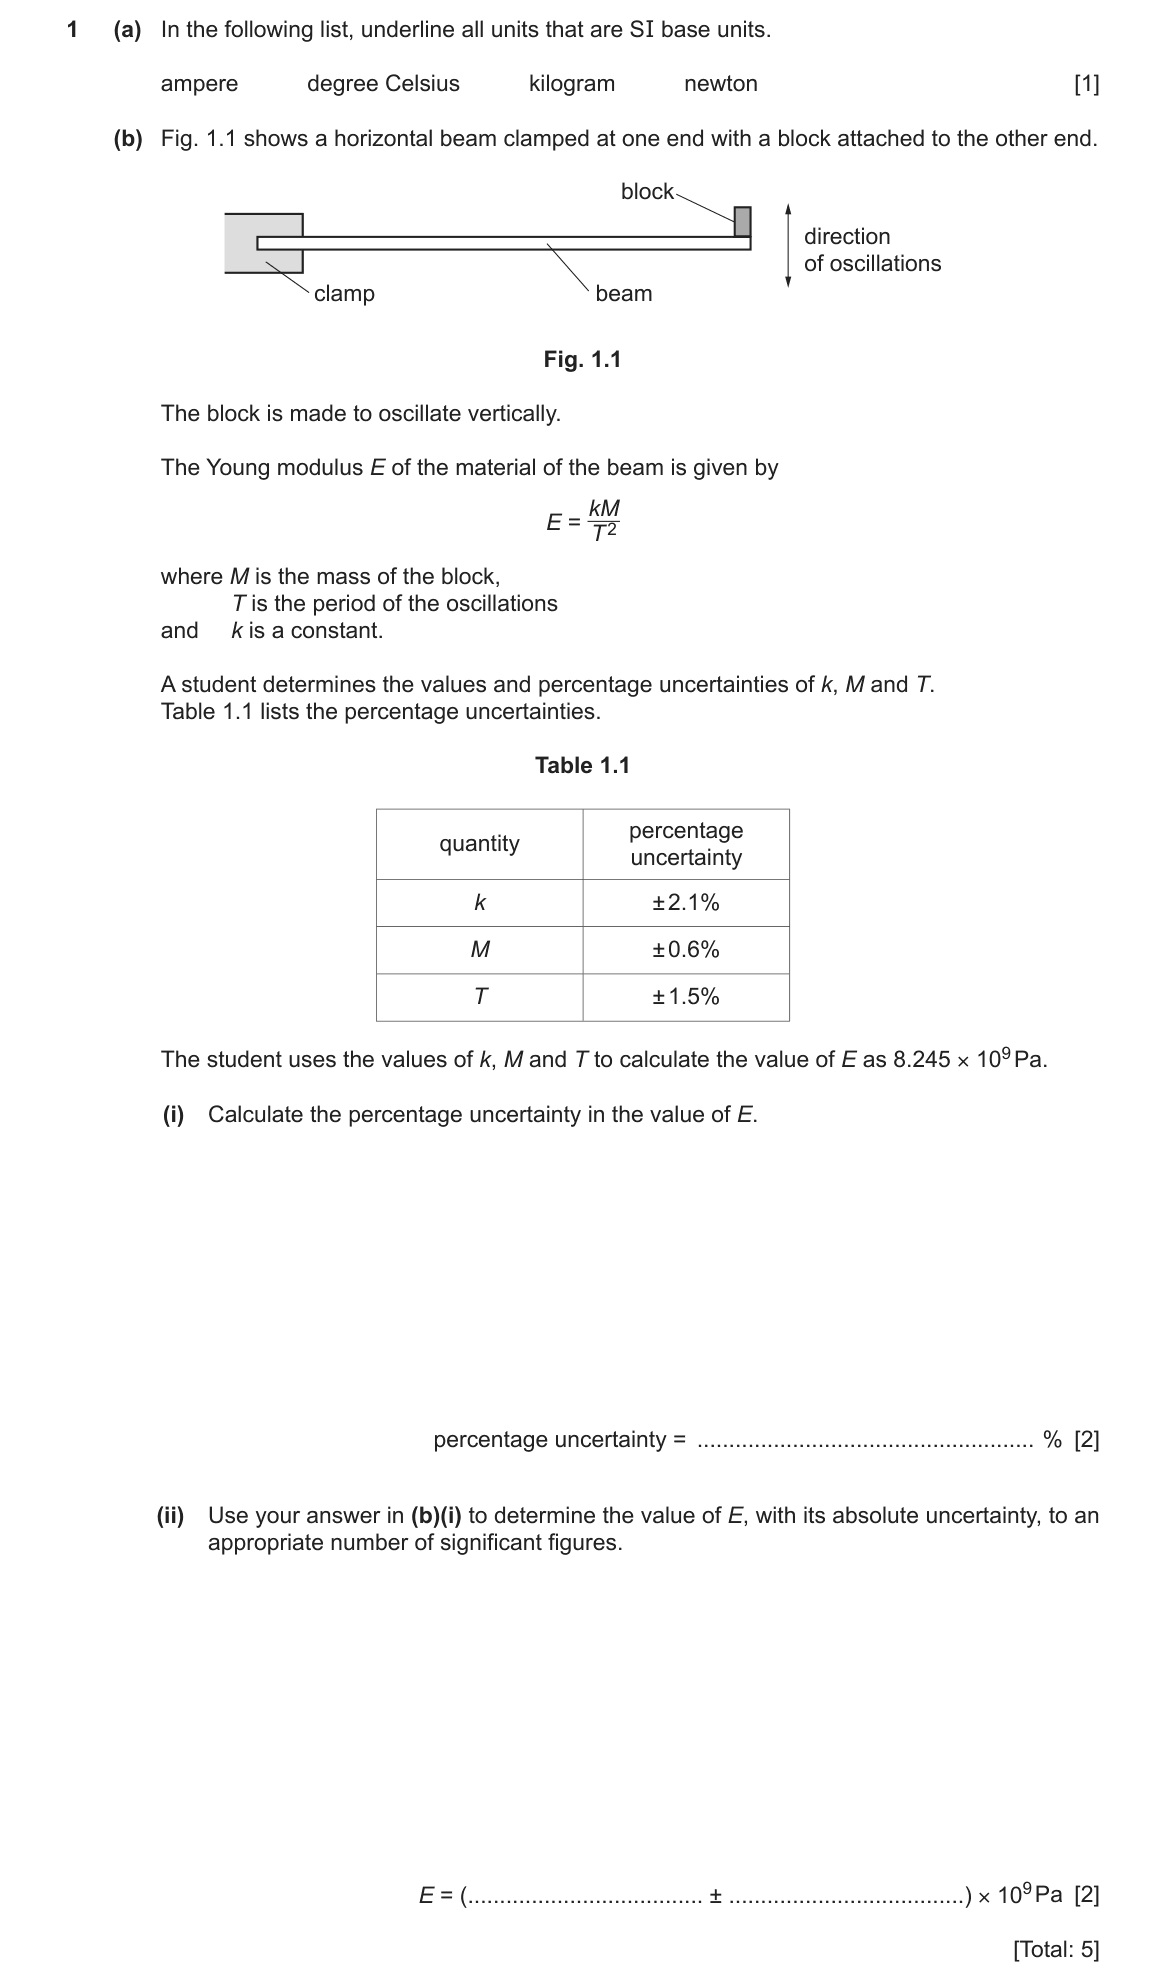 1 (a) In the following list, underline all units that are SI base units.
ampere degree Celsius kilogram newton [1]
(b) Fig. 1.1 shows a horizontal beam clamped at one end with a block attached to the other end.
block
direction
of oscillations
clamp beam
Fig. 1.1
The block is made to oscillate vertically.
The Young modulus E of the material of the beam is given by
E = kM/T²
where M is the mass of the block,
T is the period of the oscillations
and k is a constant.
A student determines the values and percentage uncertainties of k, M and T.
Table 1.1 lists the percentage uncertainties.
Table 1.1
quantity percentage uncertainty
k ±2.1%
M ±0.6%
T ±1.5%
The student uses the values of k, M and T to calculate the value of E as 8.245 × 10⁹ Pa.
(i) Calculate the percentage uncertainty in the value of E.
percentage uncertainty = ..................................................... % [2]
(ii) Use your answer in (b)(i) to determine the value of E, with its absolute uncertainty, to an
appropriate number of significant figures.
E = (..................................... ± .....................................) × 10⁹ Pa [2]
[Total: 5]